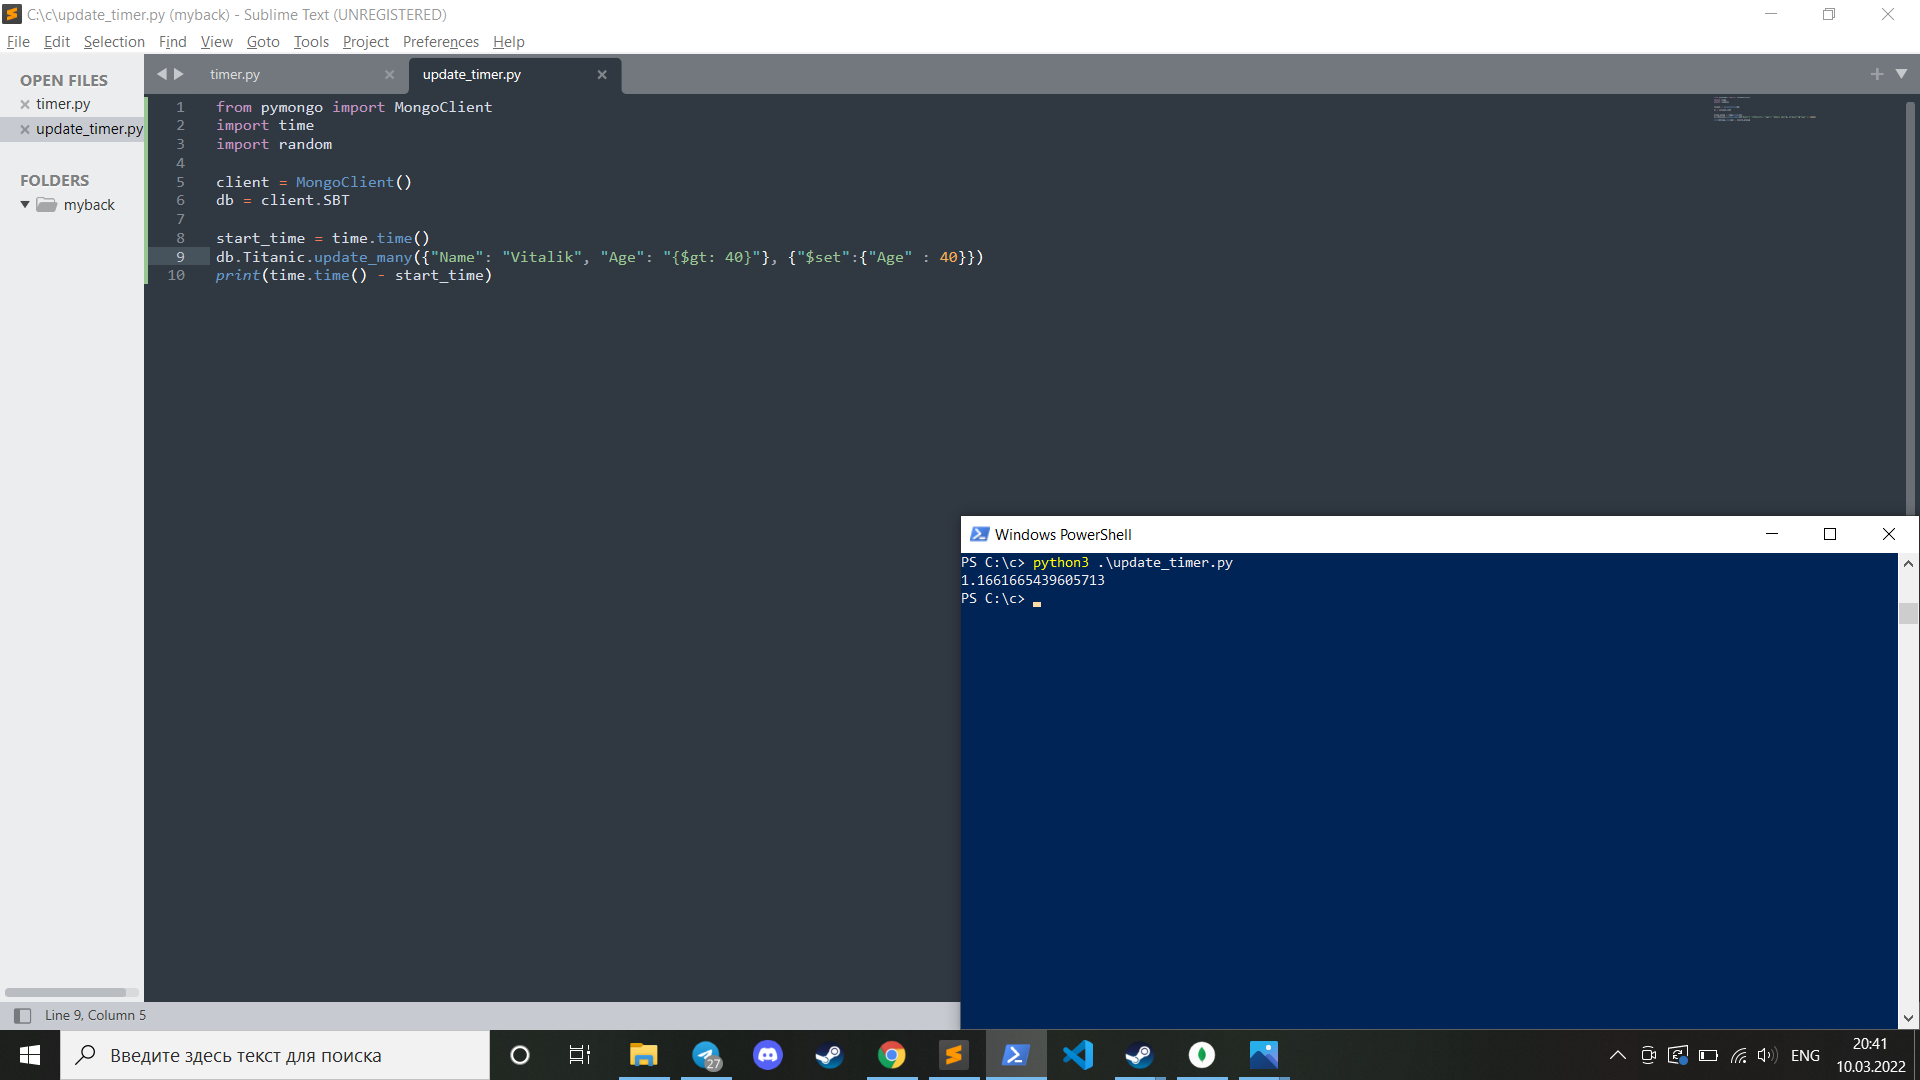 C:\c\update_timer.py (myback) - Sublime Text (UNREGISTERED)
File Edit Selection Find View Goto Tools Project Preferences Help
OPEN FILES
timer.py
update_timer.py
FOLDERS
myback
timer.py
update_timer.py
1 from pymongo import MongoClient
2 import time
3 import random
4
5 client = MongoClient()
6 db = client.SBT
7
8 start_time = time.time()
9 db.Titanic.update_many({"Name": "Vitalik", "Age": "{$gt: 40}"}, {"$set":{"Age" : 40}})
10 print(time.time() - start_time)
Windows PowerShell
PS C:\c> python3 .\update_timer.py
1.1661665439605713
PS C:\c>
Line 9, Column 5
Введите здесь текст для поиска
27
ENG
20:41
10.03.2022